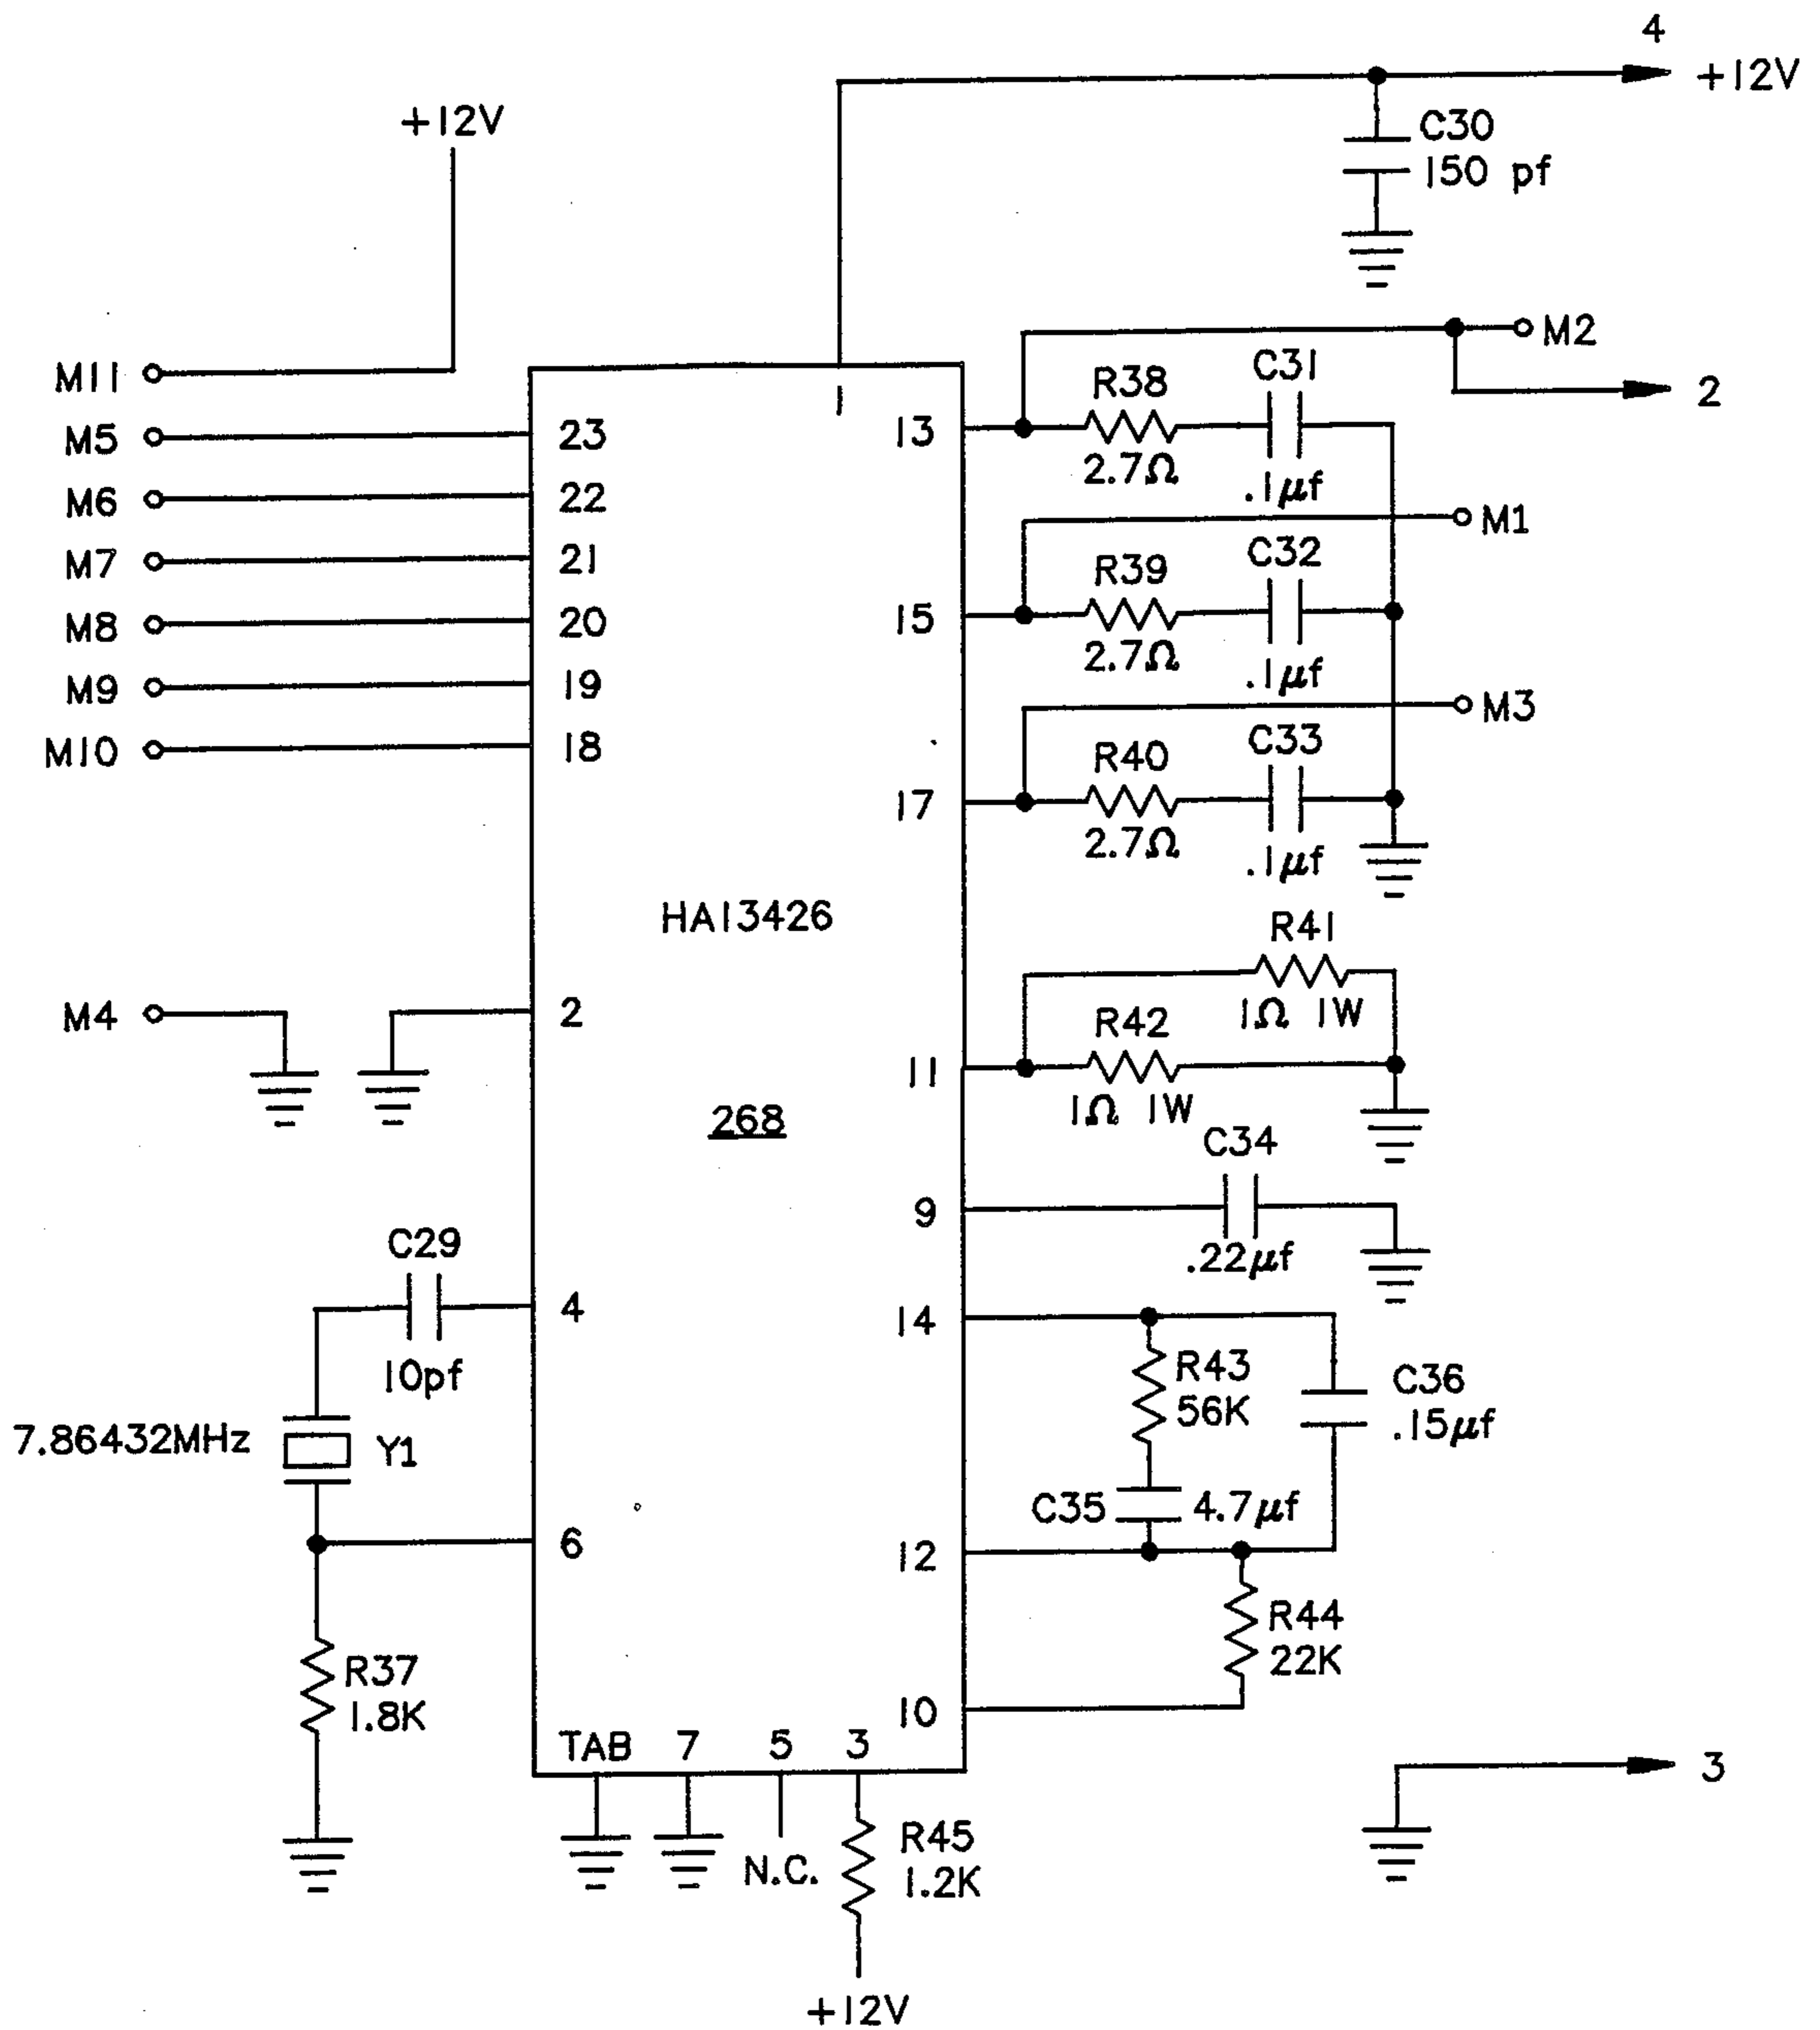 4
+12V
+12V
C30
150 pf
M11
M2
2
M5
23
13
R38
2.7Ω
C31
.1μf
M6
22
M1
M7
21
M8
20
15
R39
2.7Ω
C32
.1μf
M9
19
M3
M10
18
17
R40
2.7Ω
C33
.1μf
1
HA13426
268
M4
2
R41
1Ω 1W
11
R42
1Ω 1W
C34
9
.22μf
C29
10pf
4
14
R43
56K
C36
.15μf
7.86432MHz
Y1
C35
4.7μf
6
12
R44
22K
R37
1.8K
10
TAB
7
5
3
3
N.C.
R45
1.2K
+12V